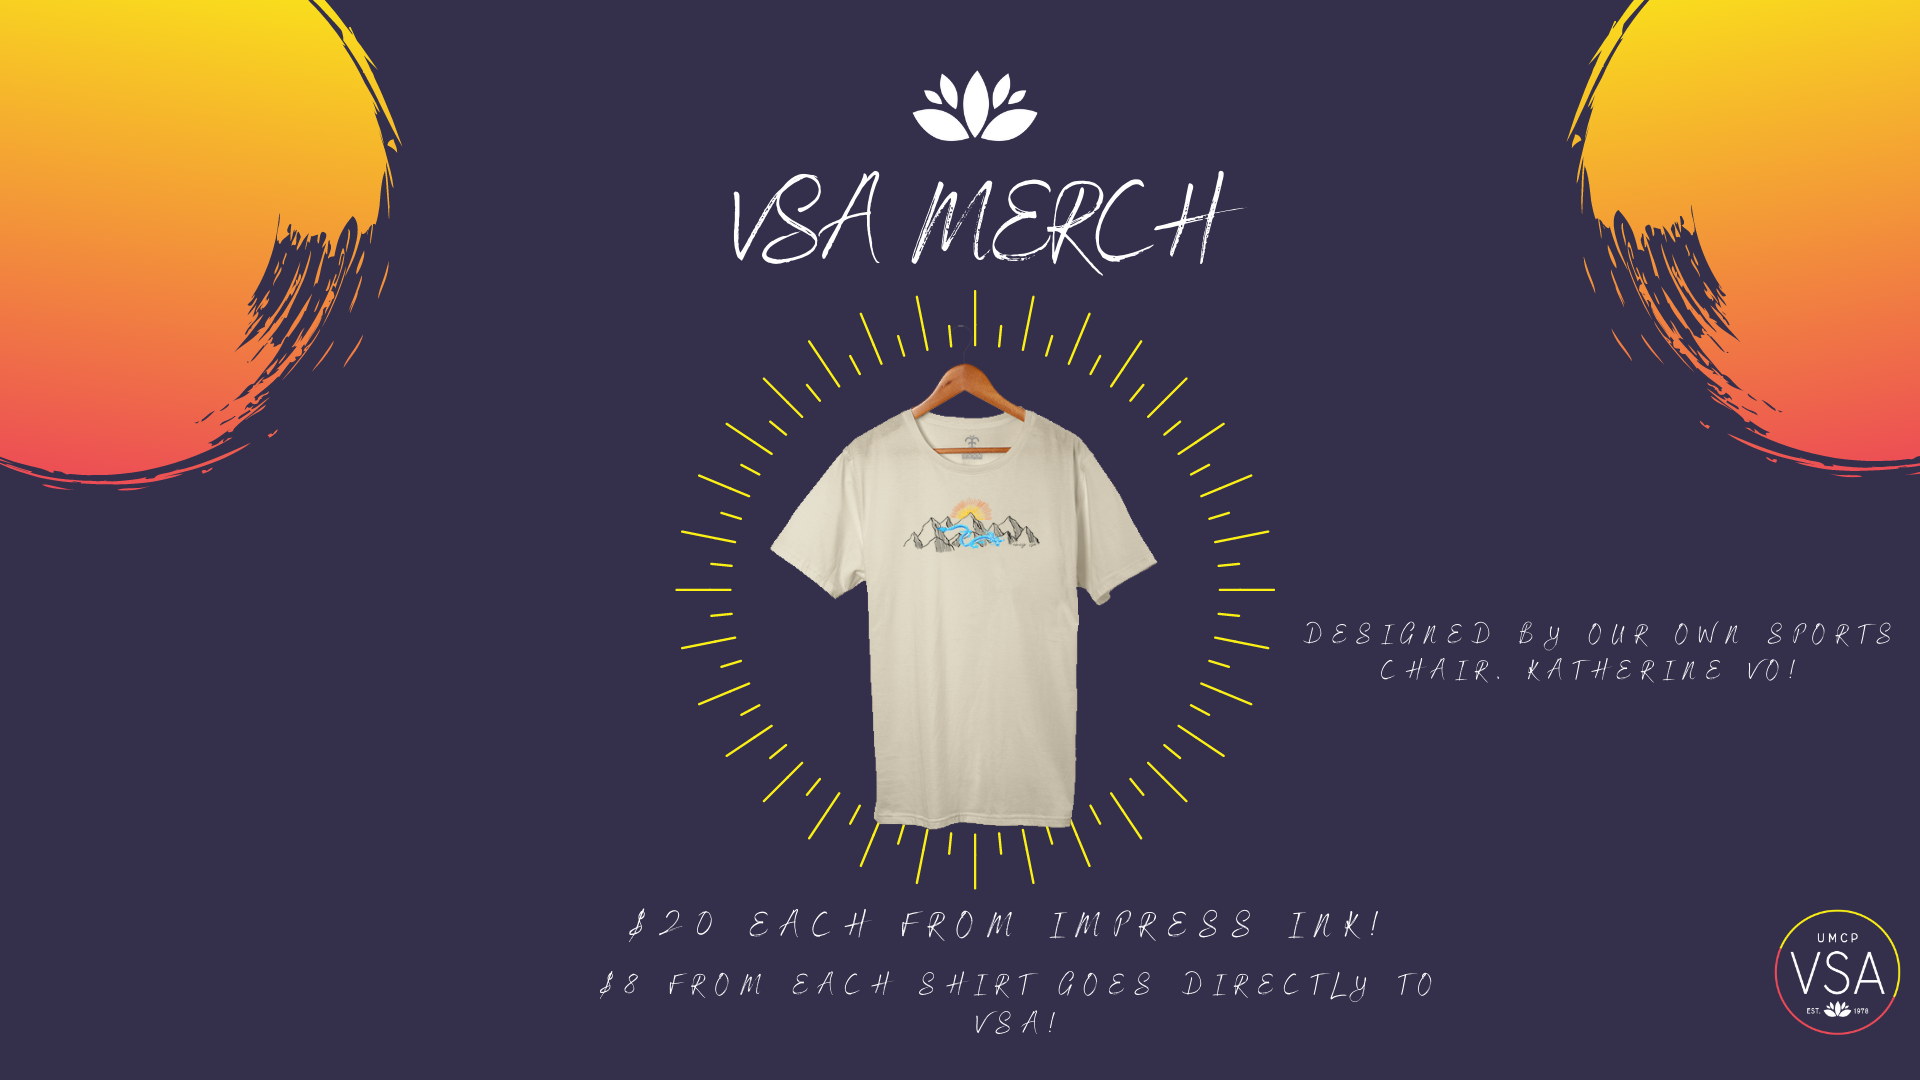 VSA MERCH
DESIGNED BY OUR OWN SPORTS
CHAIR, KATHERINE VO!
$20 EACH FROM IMPRESS INK!
$8 FROM EACH SHIRT GOES DIRECTLY TO
VSA!
UMCP
VSA
EST. 1978